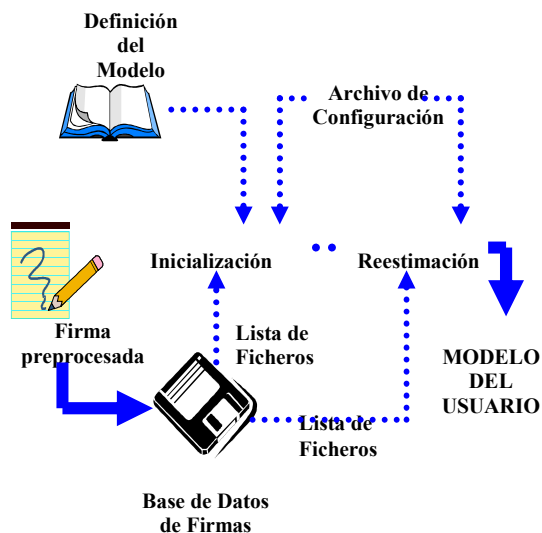 Definición
del
Modelo
Archivo de
Configuración
Inicialización
Reestimación
Firma
preprocesada
Lista de
Ficheros
MODELO
DEL
USUARIO
Lista de
Ficheros
Base de Datos
de Firmas